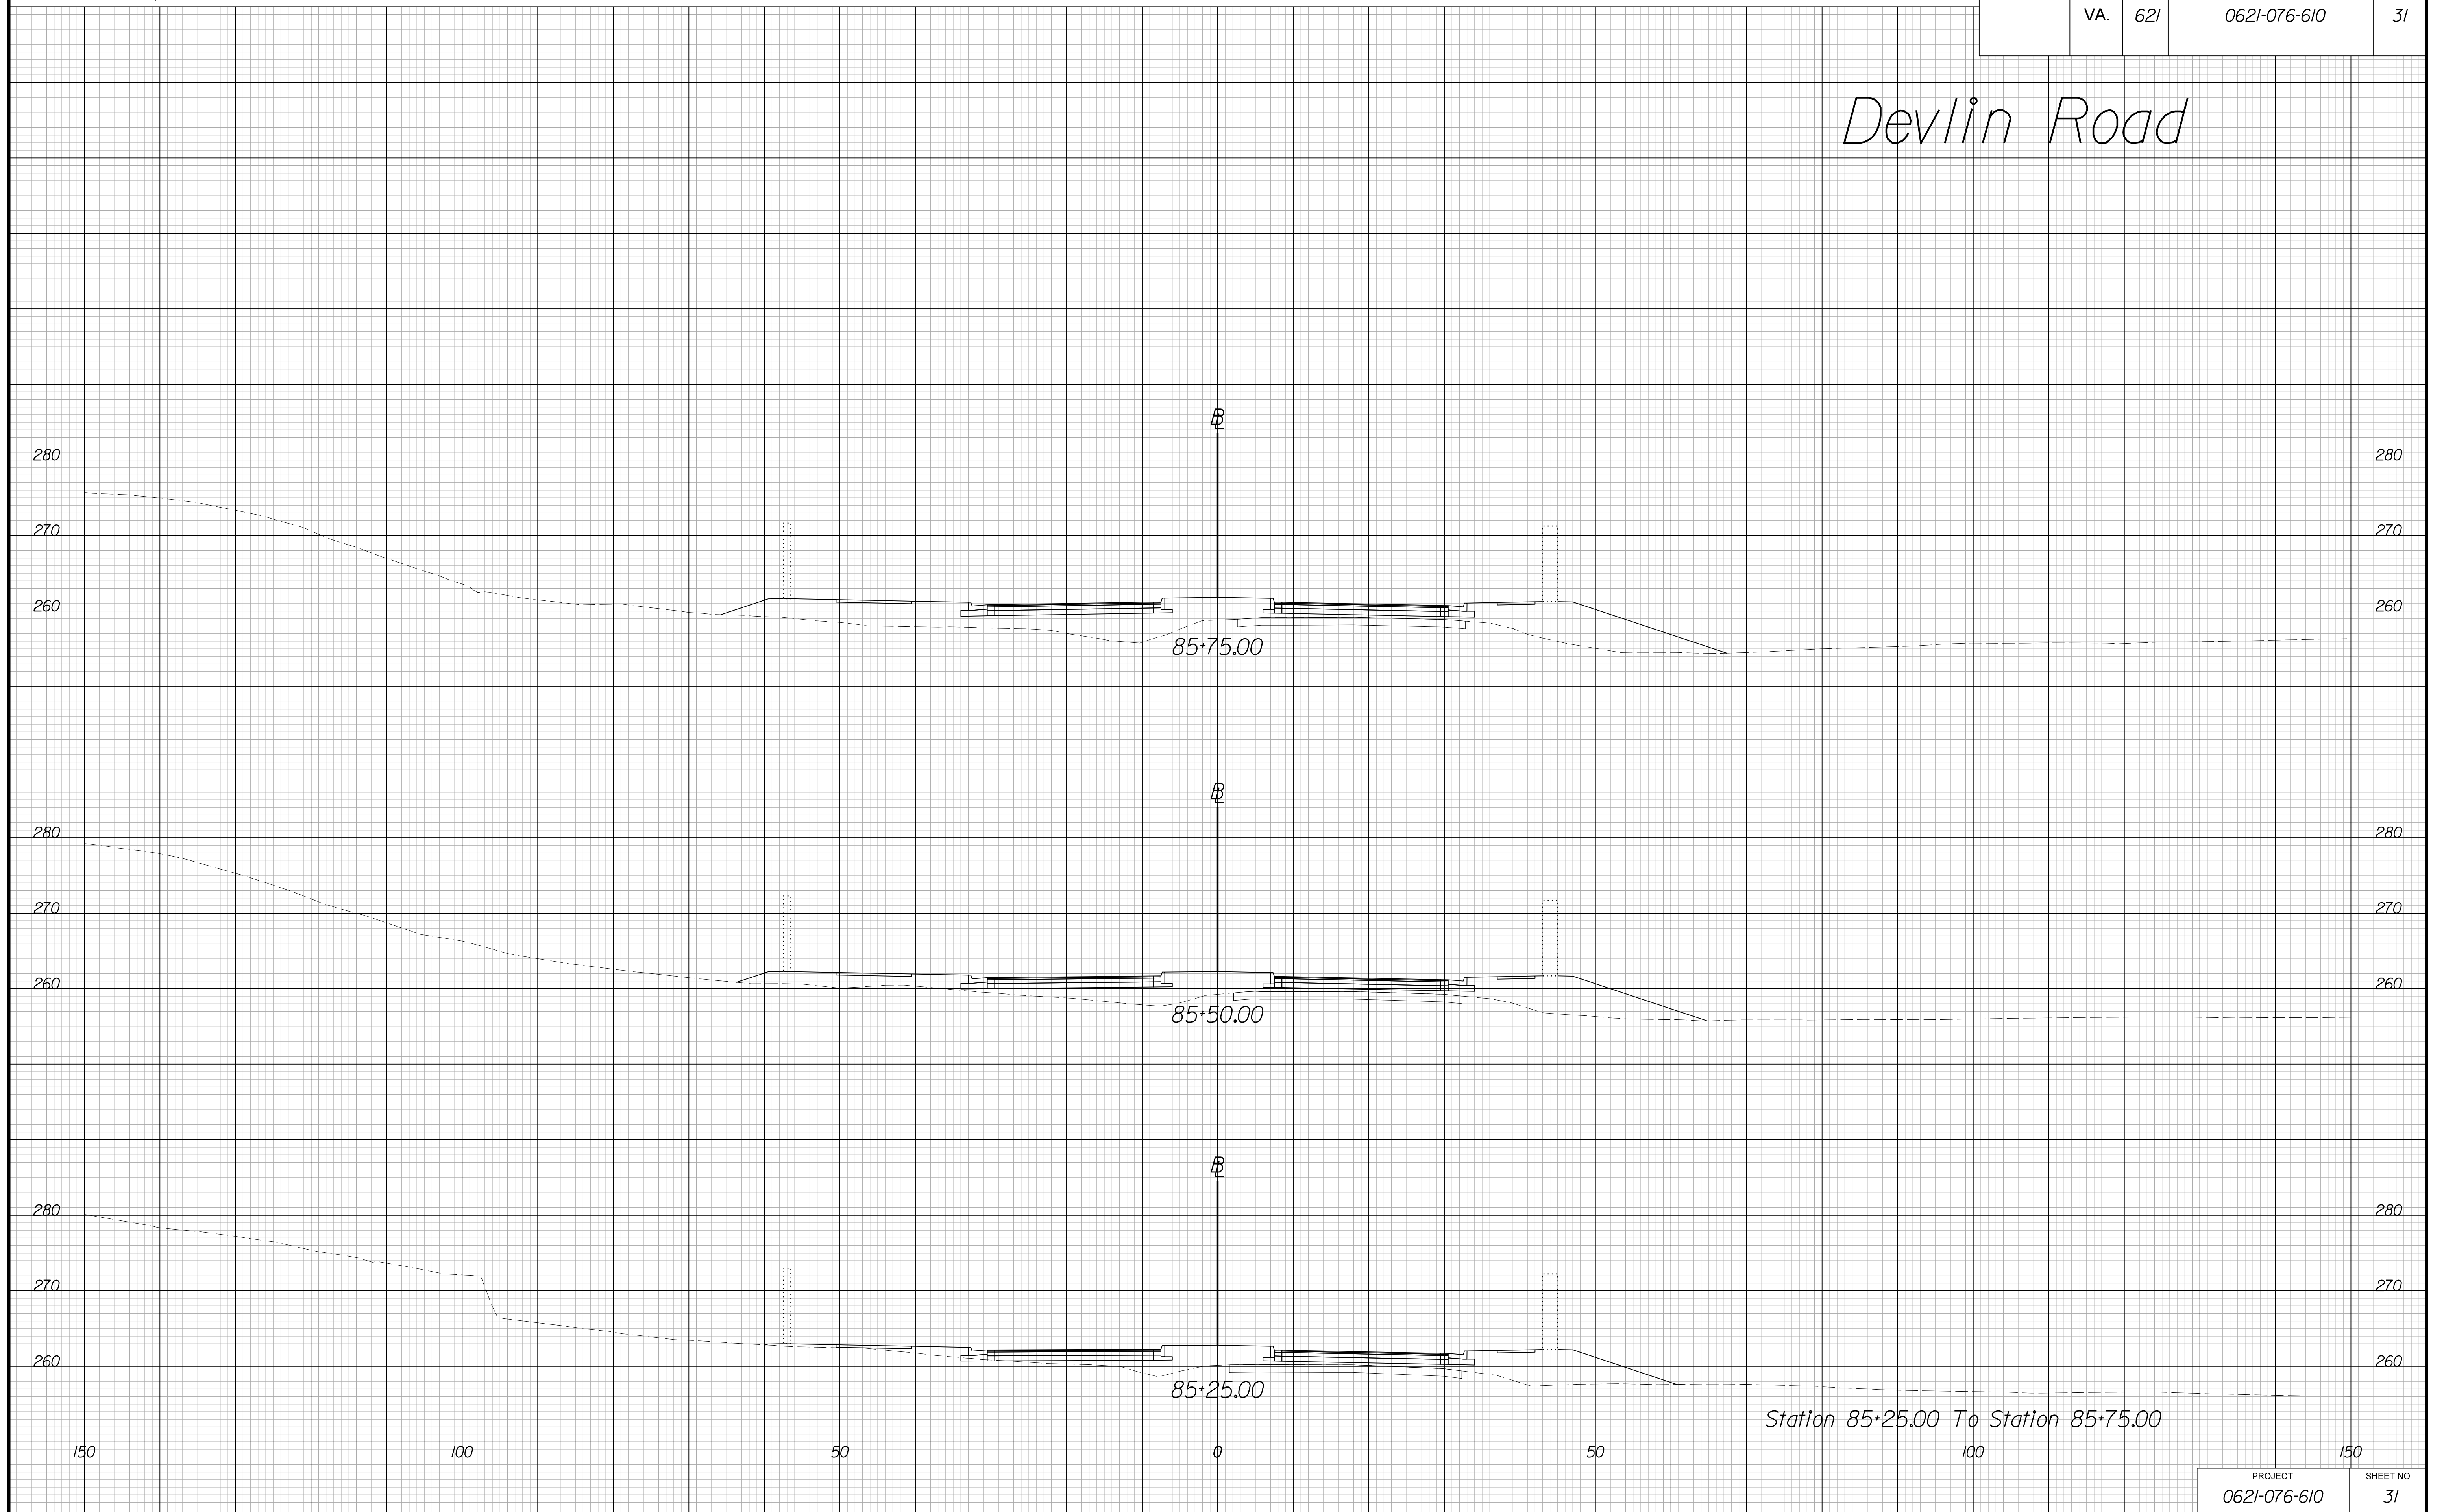 VA. 621 0621-076-610 31
Devlin Road
B
280 280
270 270
260 260
85+75.00
B
280 280
270 270
260 260
85+50.00
B
280 280
270 270
260 260
85+25.00
Station 85+25.00 To Station 85+75.00
150 100 50 0 50 100 150
PROJECT SHEET NO.
0621-076-610 31